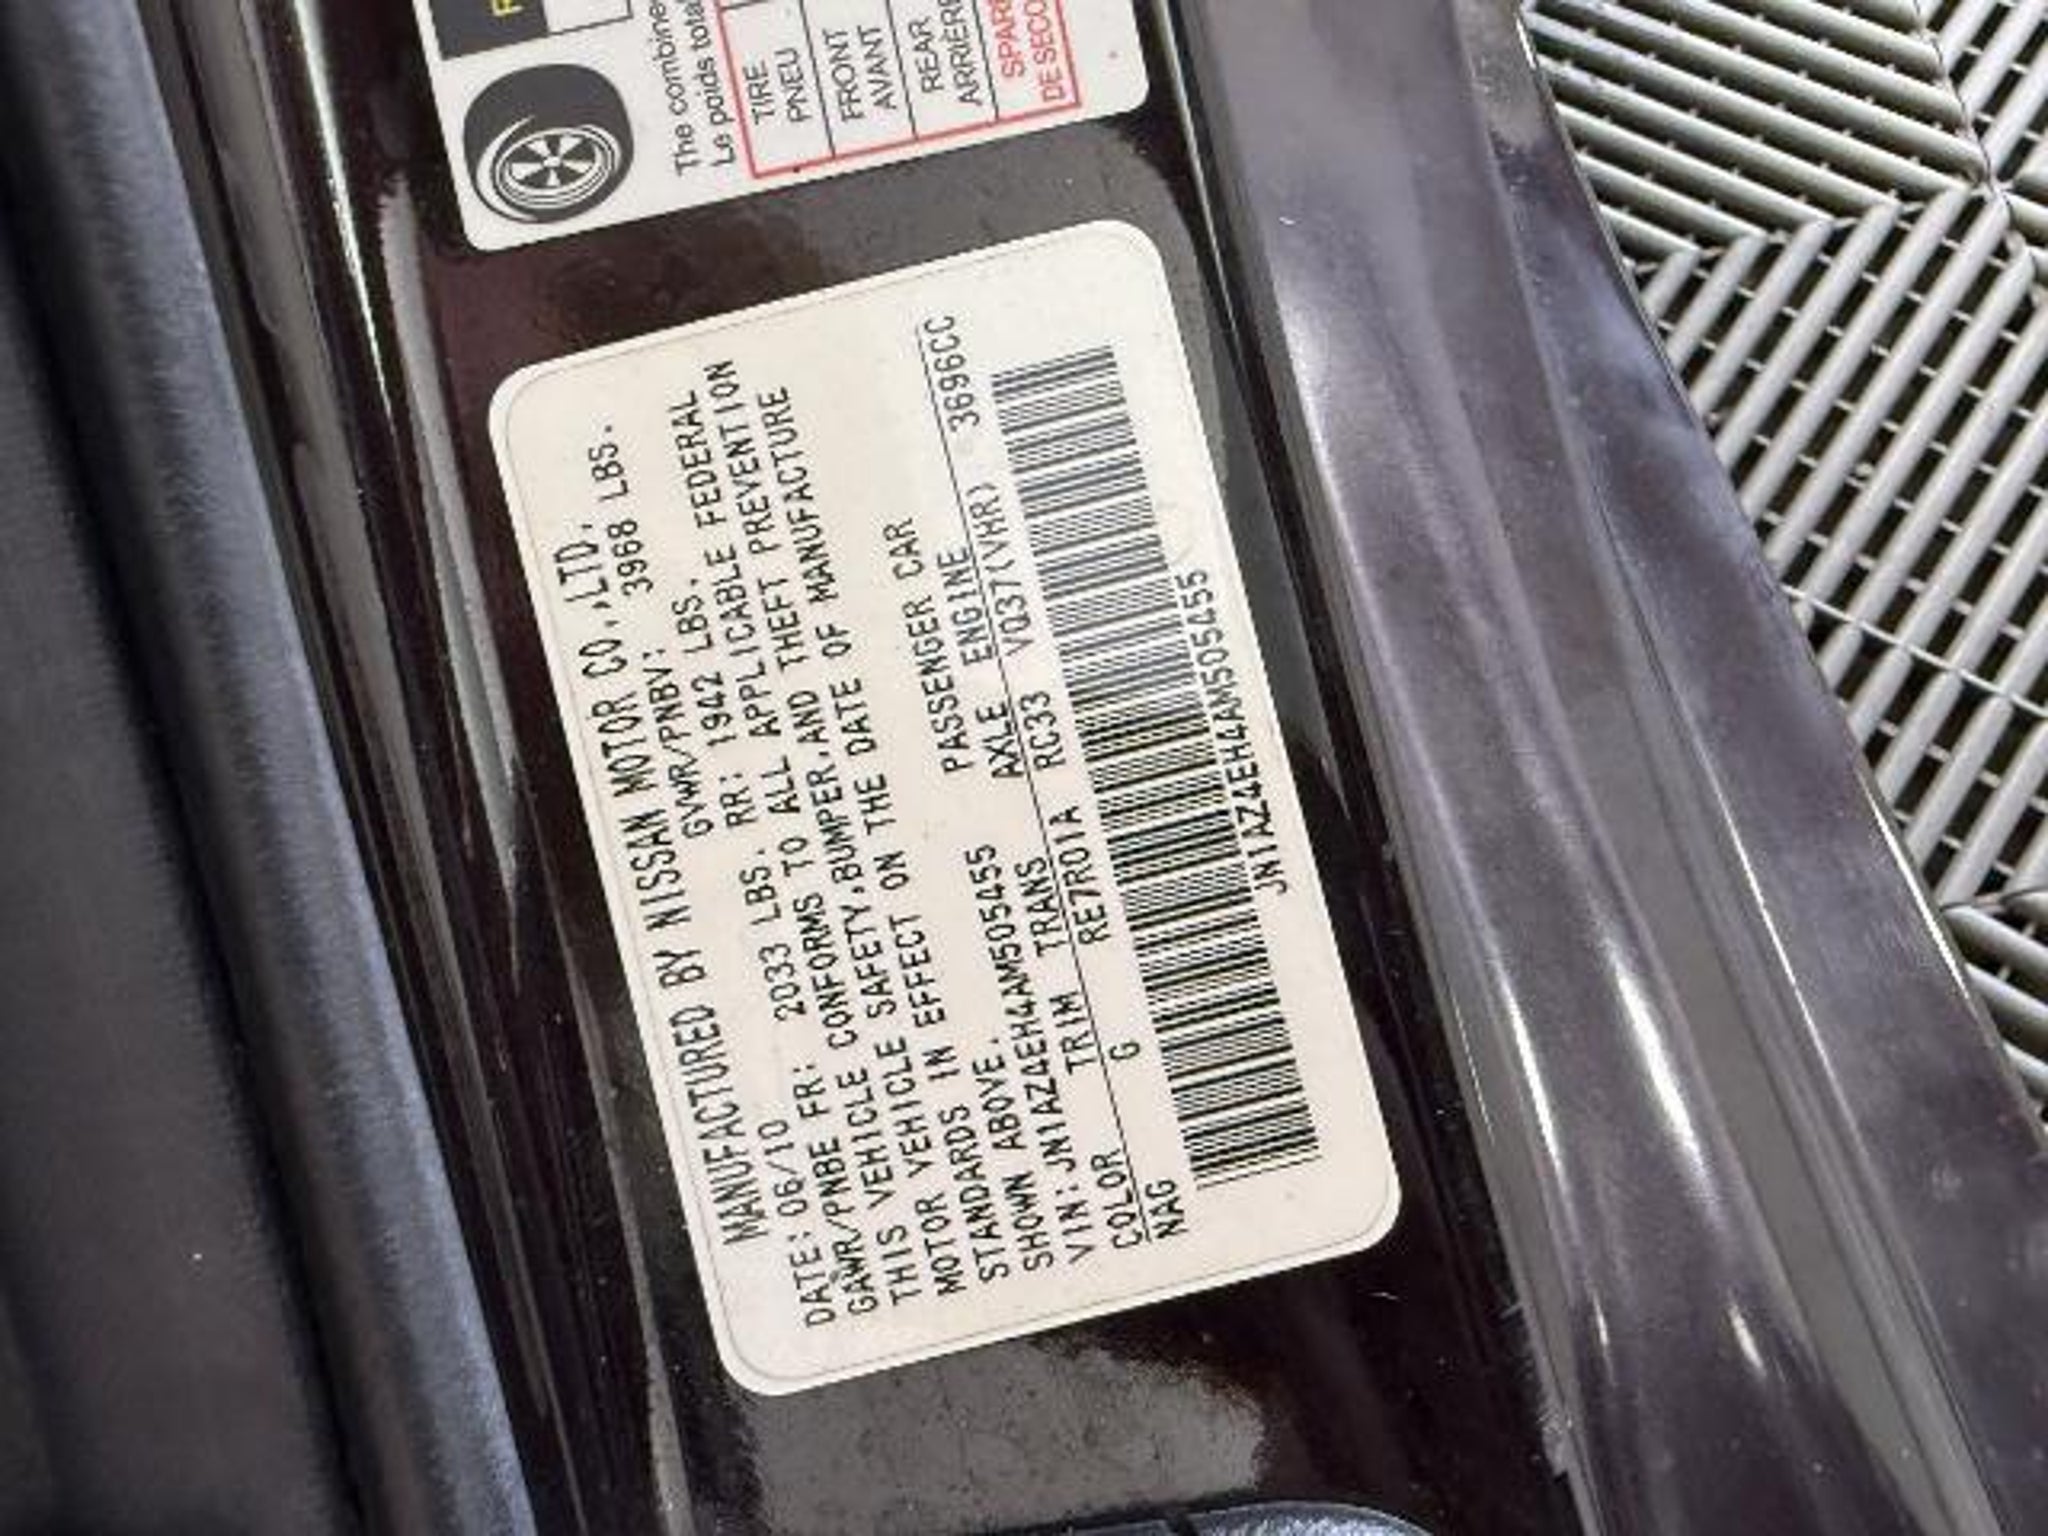 The combine
Le poids total
TIRE
PNEU
FRONT
AVANT
REAR
ARRIÈRE
SPARE
DE SECO
MANUFACTURED BY NISSAN MOTOR CO.,LTD.
DATE: 06/10 GVWR/PNBV: 3968 LBS.
GAWR/PNBE FR: 2033 LBS. RR: 1942 LBS.
THIS VEHICLE CONFORMS TO ALL APPLICABLE FEDERAL
MOTOR VEHICLE SAFETY,BUMPER,AND THEFT PREVENTION
STANDARDS IN EFFECT ON THE DATE OF MANUFACTURE
SHOWN ABOVE.
VIN:JN1AZ4EH4AM505455 PASSENGER CAR
COLOR TRIM TRANS AXLE ENGINE
NAG G RE7R01A RC33 VQ37(VHR) 3696CC
JN1AZ4EH4AM505455